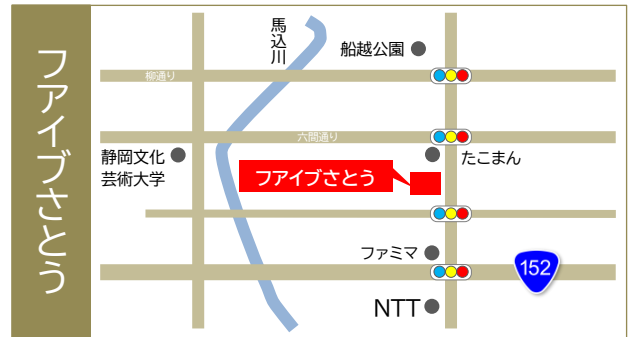 フアイブさとう
馬込川
船越公園
柳通り
六間通り
静岡文化
芸術大学
たこまん
フアイブさとう
ファミマ
152
NTT